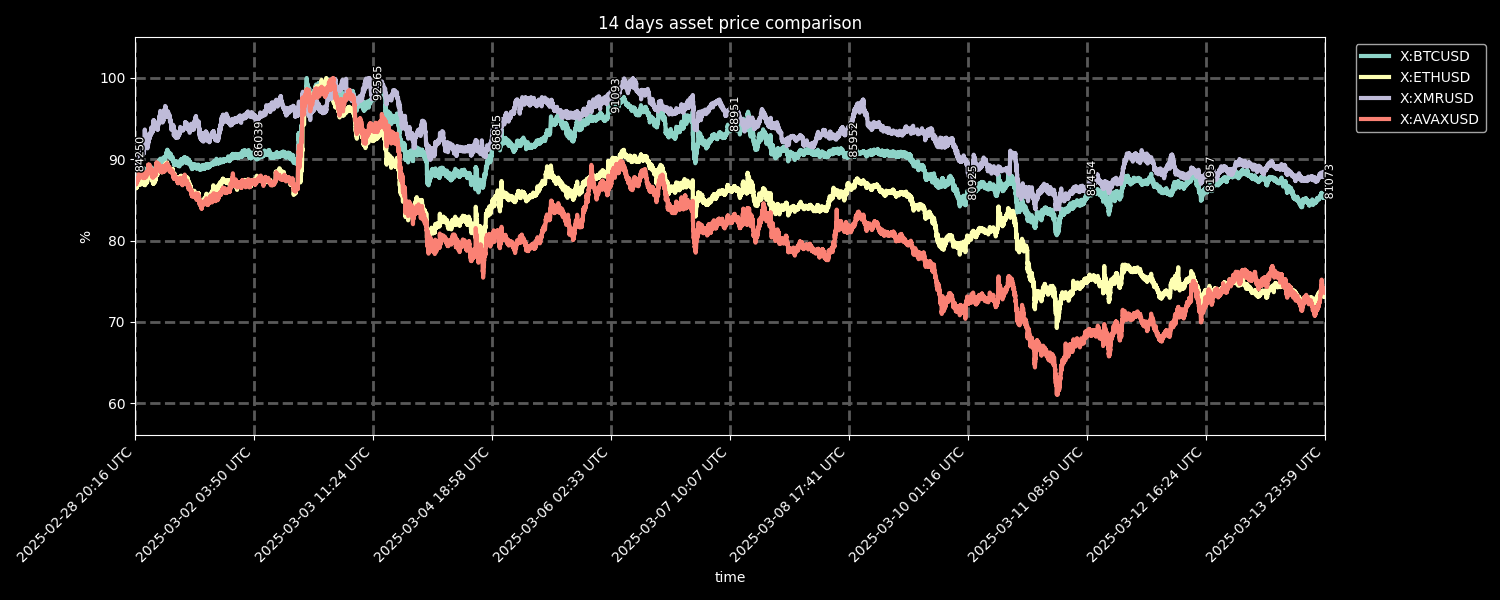 14 days asset price comparison
X:BTCUSD
X:ETHUSD
X:XMRUSD
X:AVAXUSD
%
100
90
80
70
60
84250
86039
92565
86815
91093
88951
85952
80925
81454
81957
81073
2025-02-28 20:16 UTC
2025-03-02 03:50 UTC
2025-03-03 11:24 UTC
2025-03-04 18:58 UTC
2025-03-06 02:33 UTC
2025-03-07 10:07 UTC
2025-03-08 17:41 UTC
2025-03-10 01:16 UTC
2025-03-11 08:50 UTC
2025-03-12 16:24 UTC
2025-03-13 23:59 UTC
time